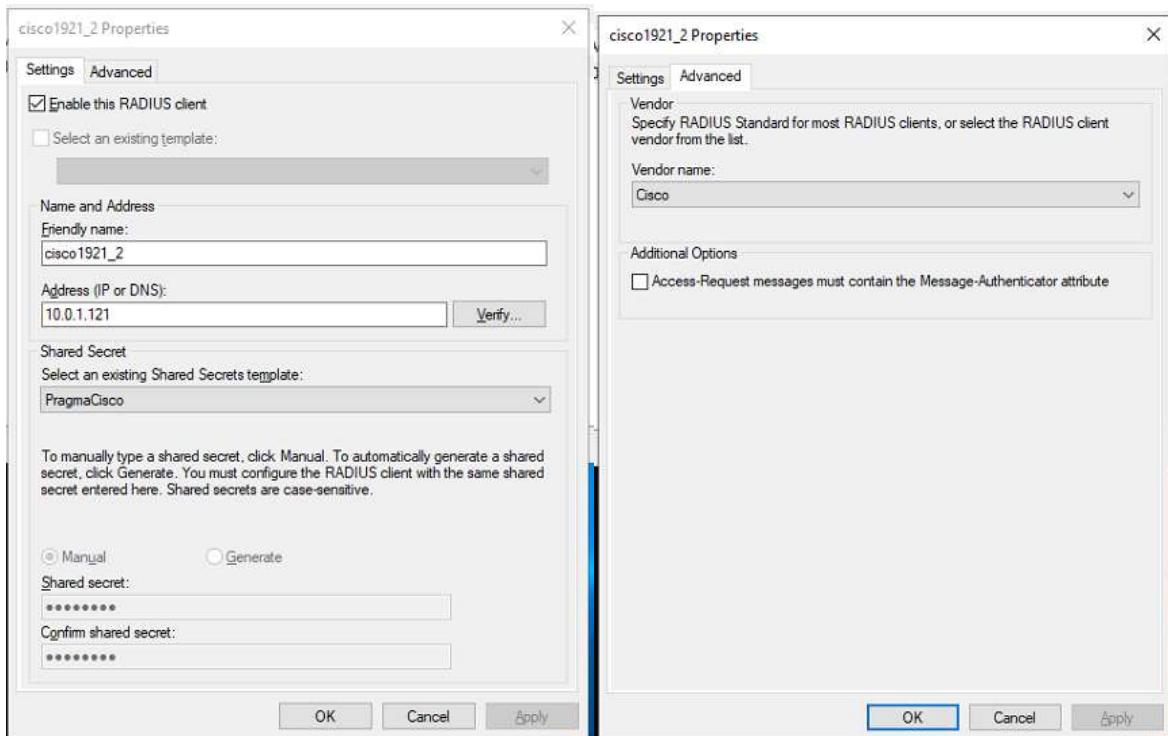 cisco1921_2 Properties
Settings Advanced
Enable this RADIUS client
Select an existing template:
Name and Address
Friendly name:
cisco1921_2
Address (IP or DNS):
10.0.1.121
Verify...
Shared Secret
Select an existing Shared Secrets template:
PragmaCisco
To manually type a shared secret, click Manual. To automatically generate a shared
secret, click Generate. You must configure the RADIUS client with the same shared
secret entered here. Shared secrets are case-sensitive.
Manual Generate
Shared secret:
••••••••
Confirm shared secret:
••••••••
OK Cancel Apply
cisco1921_2 Properties
Settings Advanced
Vendor
Specify RADIUS Standard for most RADIUS clients, or select the RADIUS client
vendor from the list.
Vendor name:
Cisco
Additional Options
Access-Request messages must contain the Message-Authenticator attribute
OK Cancel Apply